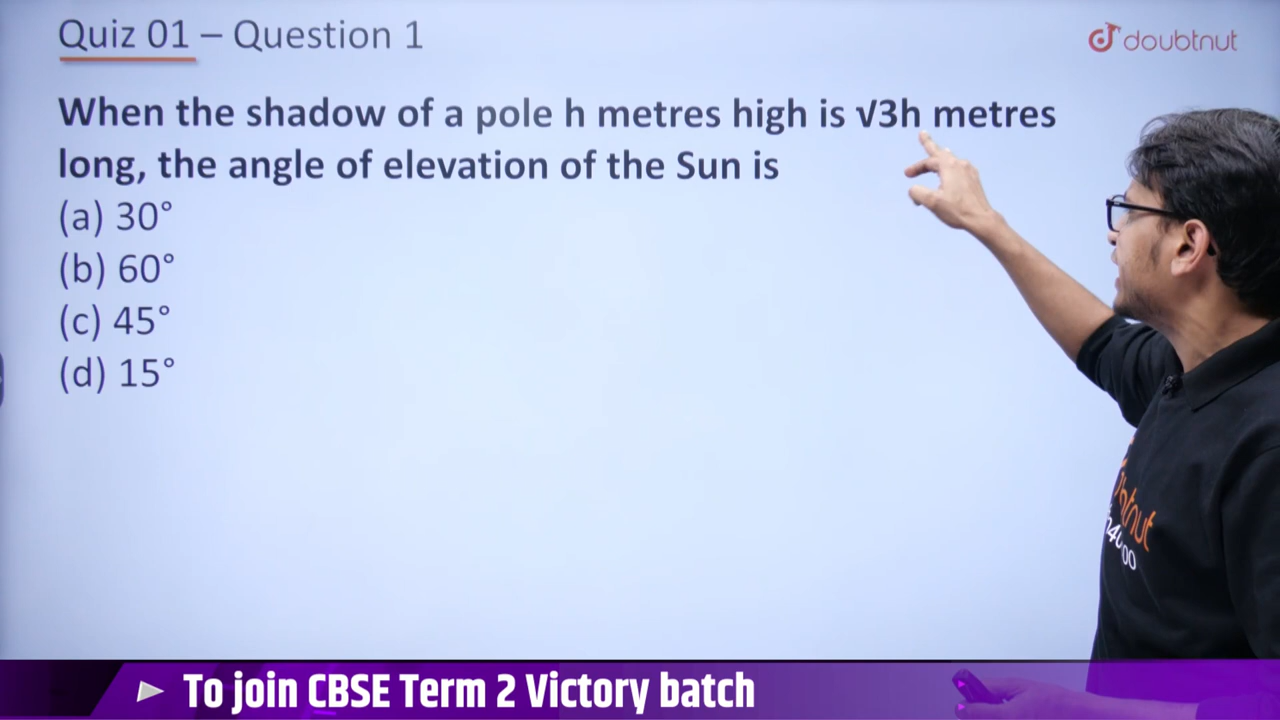 Quiz 01 – Question 1
doubtnut
When the shadow of a pole h metres high is √3h metres
long, the angle of elevation of the Sun is
(a) 30°
(b) 60°
(c) 45°
(d) 15°
To join CBSE Term 2 Victory batch